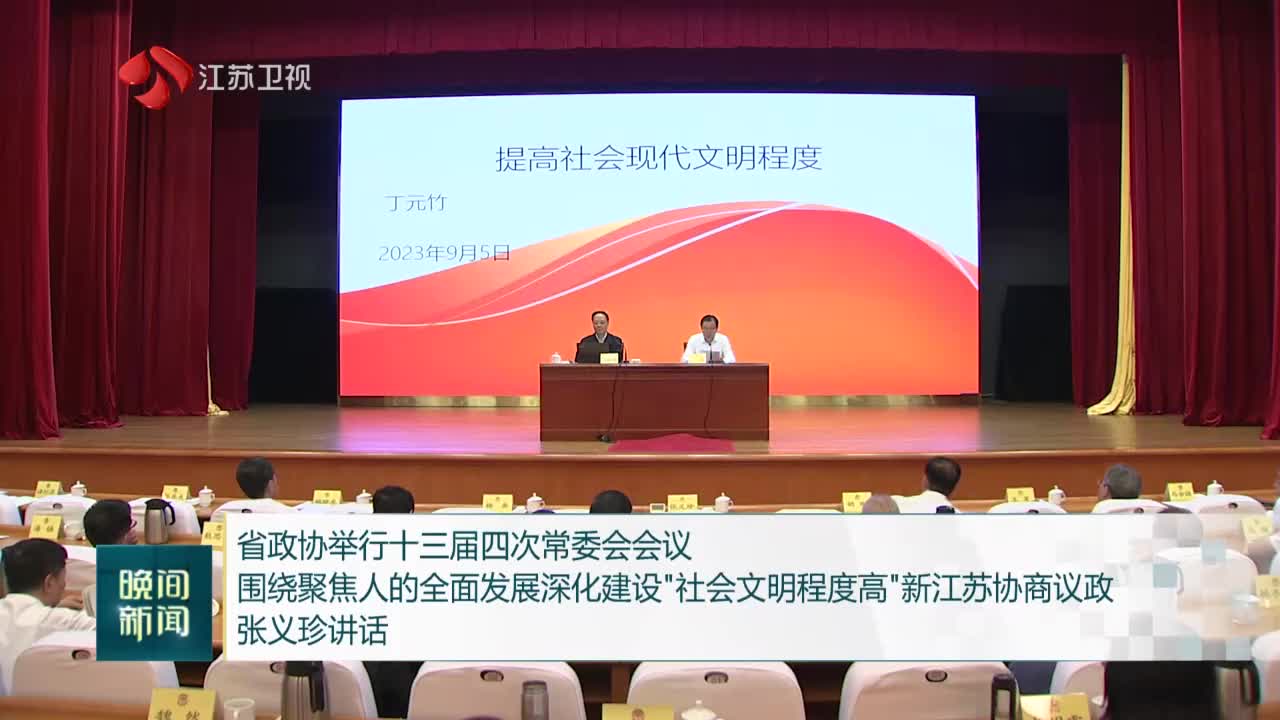 江苏卫视
提高社会现代文明程度
丁元竹
2023年9月5日
晚间
新闻
省政协举行十三届四次常委会会议
围绕聚焦人的全面发展深化建设"社会文明程度高"新江苏协商议政
张义珍讲话